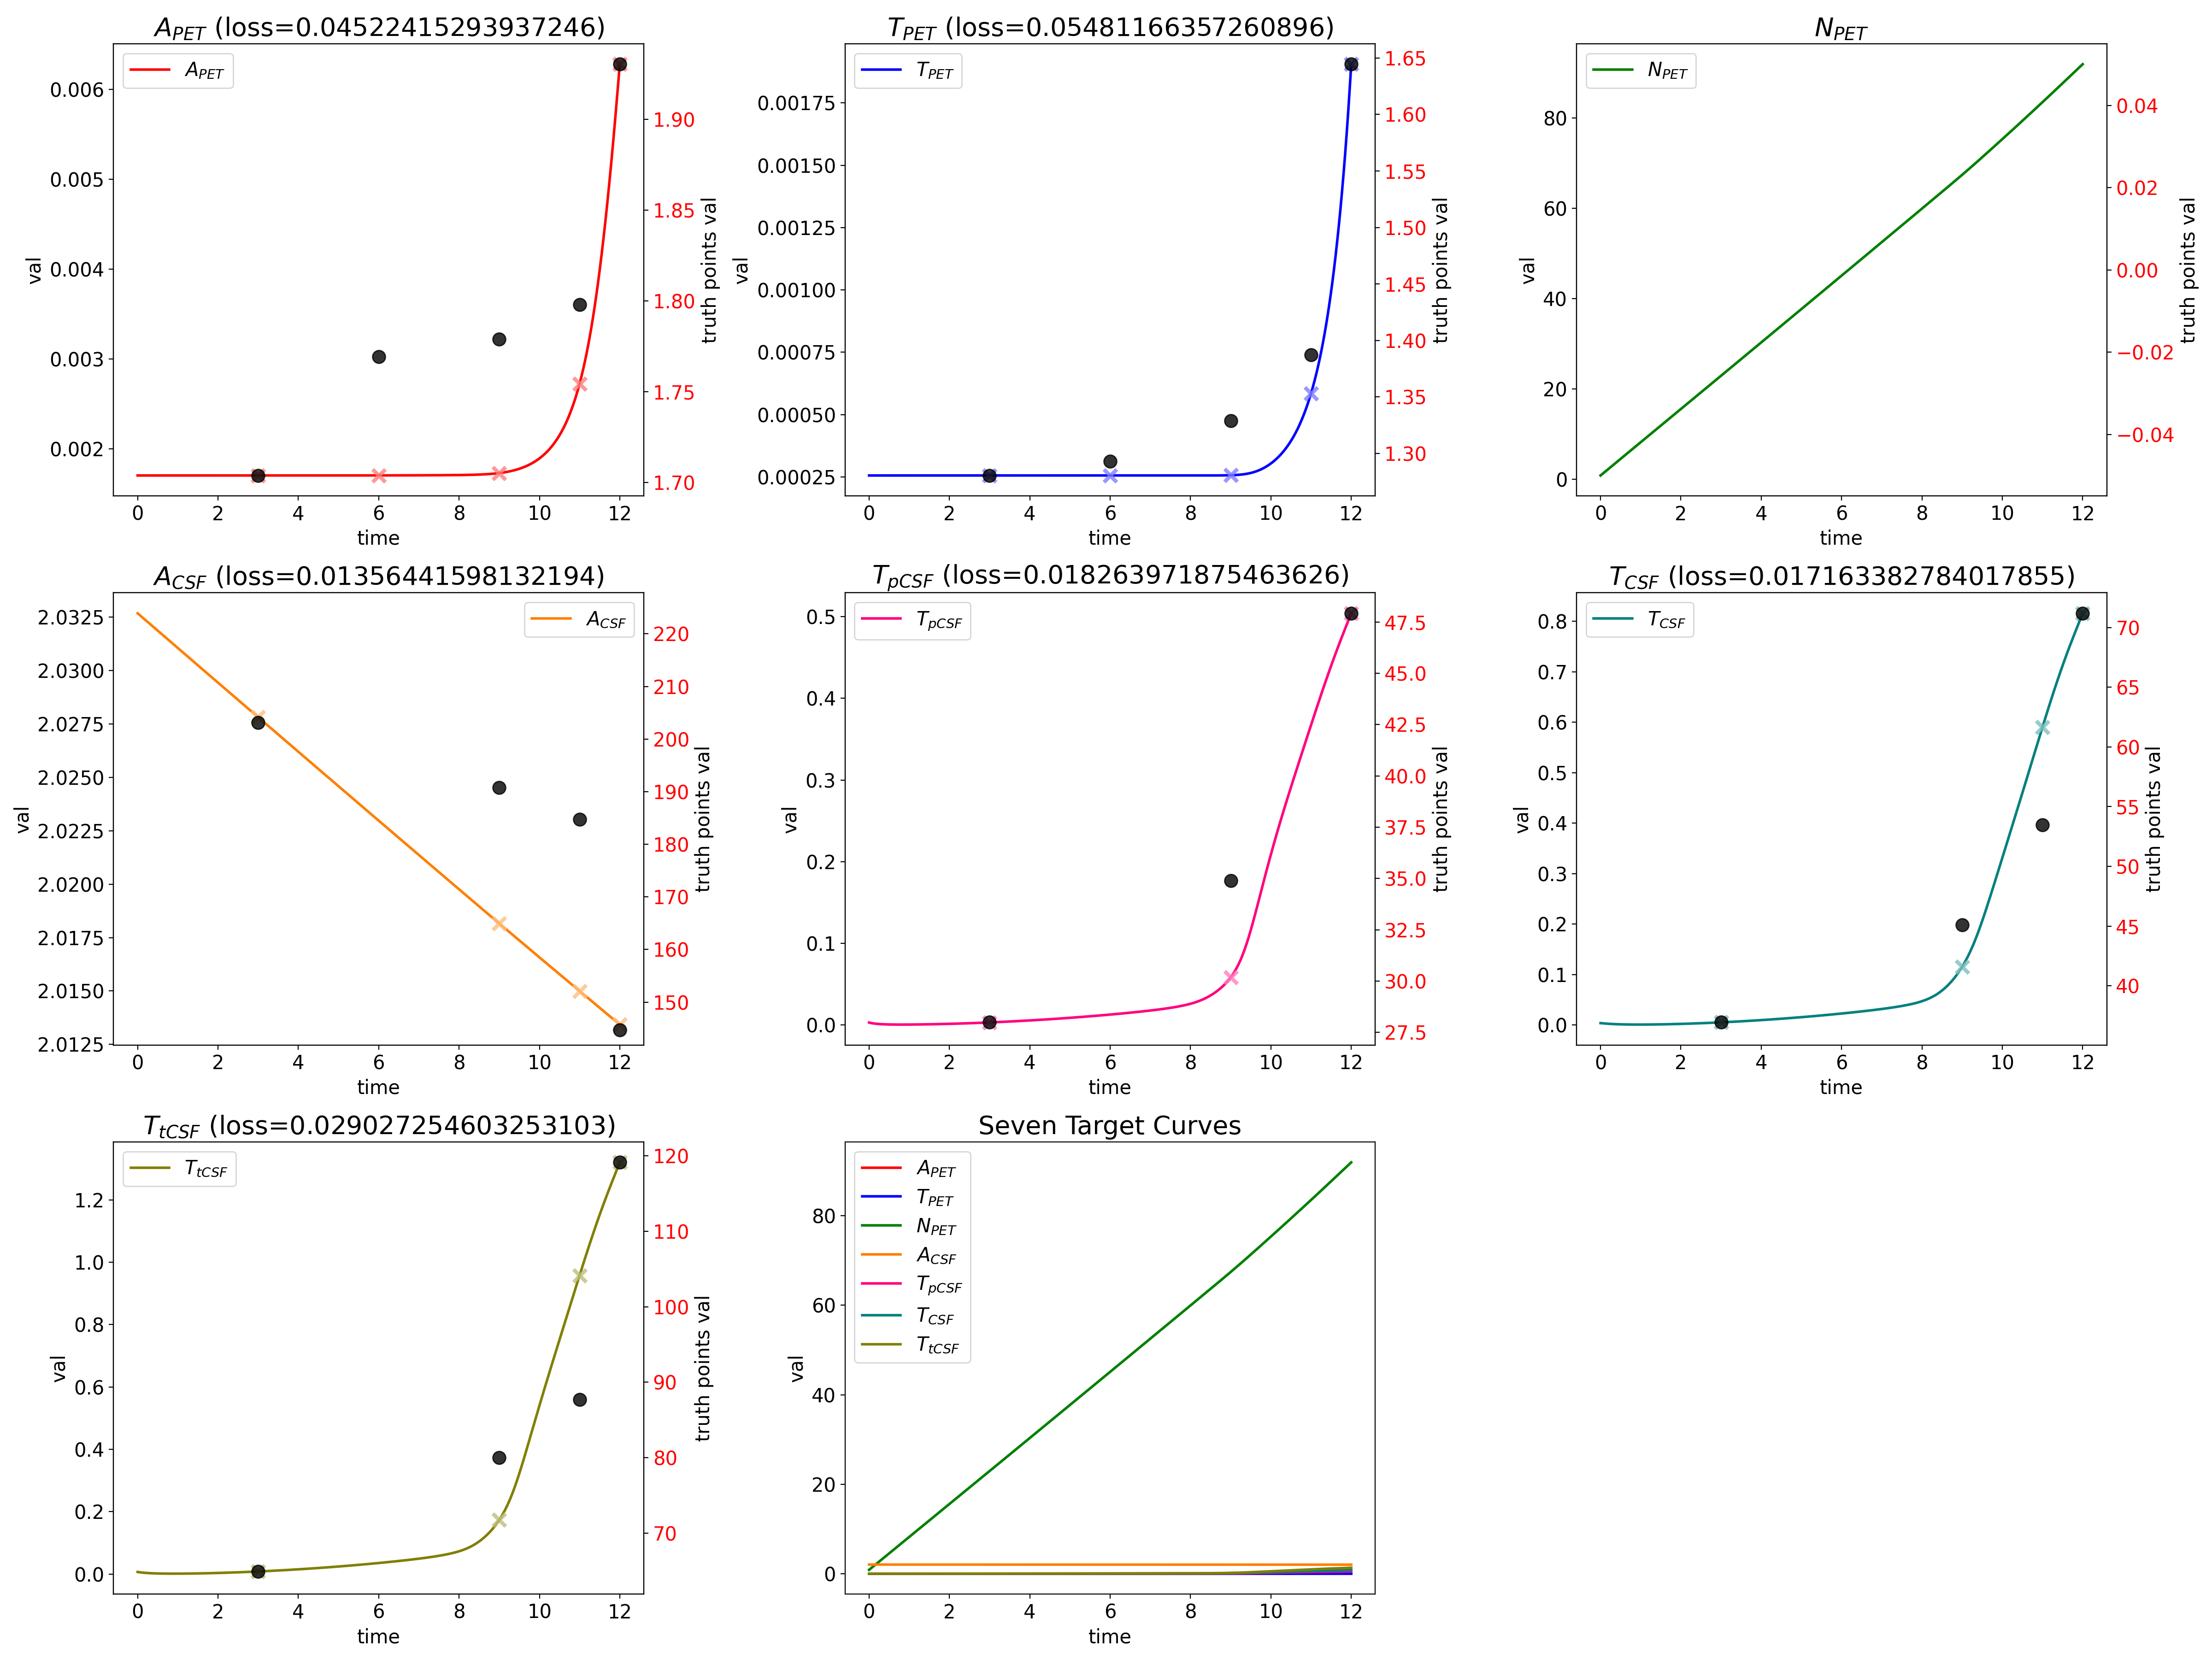 A_PET (loss=0.04522415293937246)
A_PET
0.006
0.005
0.004
0.003
0.002
val
1.90
1.85
1.80
1.75
1.70
truth points val
0 2 4 6 8 10 12
time
T_PET (loss=0.05481166357260896)
T_PET
0.00175
0.00150
0.00125
0.00100
0.00075
0.00050
0.00025
val
1.65
1.60
1.55
1.50
1.45
1.40
1.35
1.30
truth points val
0 2 4 6 8 10 12
time
N_PET
N_PET
80
60
40
20
0
val
0.04
0.02
0.00
−0.02
−0.04
truth points val
0 2 4 6 8 10 12
time
A_CSF (loss=0.01356441598132194)
A_CSF
2.0325
2.0300
2.0275
2.0250
2.0225
2.0200
2.0175
2.0150
2.0125
val
220
210
200
190
180
170
160
150
truth points val
0 2 4 6 8 10 12
time
T_pCSF (loss=0.018263971875463626)
T_pCSF
0.5
0.4
0.3
0.2
0.1
0.0
val
47.5
45.0
42.5
40.0
37.5
35.0
32.5
30.0
27.5
truth points val
0 2 4 6 8 10 12
time
T_CSF (loss=0.017163382784017855)
T_CSF
0.8
0.7
0.6
0.5
0.4
0.3
0.2
0.1
0.0
val
70
65
60
55
50
45
40
truth points val
0 2 4 6 8 10 12
time
T_tCSF (loss=0.029027254603253103)
T_tCSF
1.2
1.0
0.8
0.6
0.4
0.2
0.0
val
120
110
100
90
80
70
truth points val
0 2 4 6 8 10 12
time
Seven Target Curves
A_PET
T_PET
N_PET
A_CSF
T_pCSF
T_CSF
T_tCSF
80
60
40
20
0
val
0 2 4 6 8 10 12
time